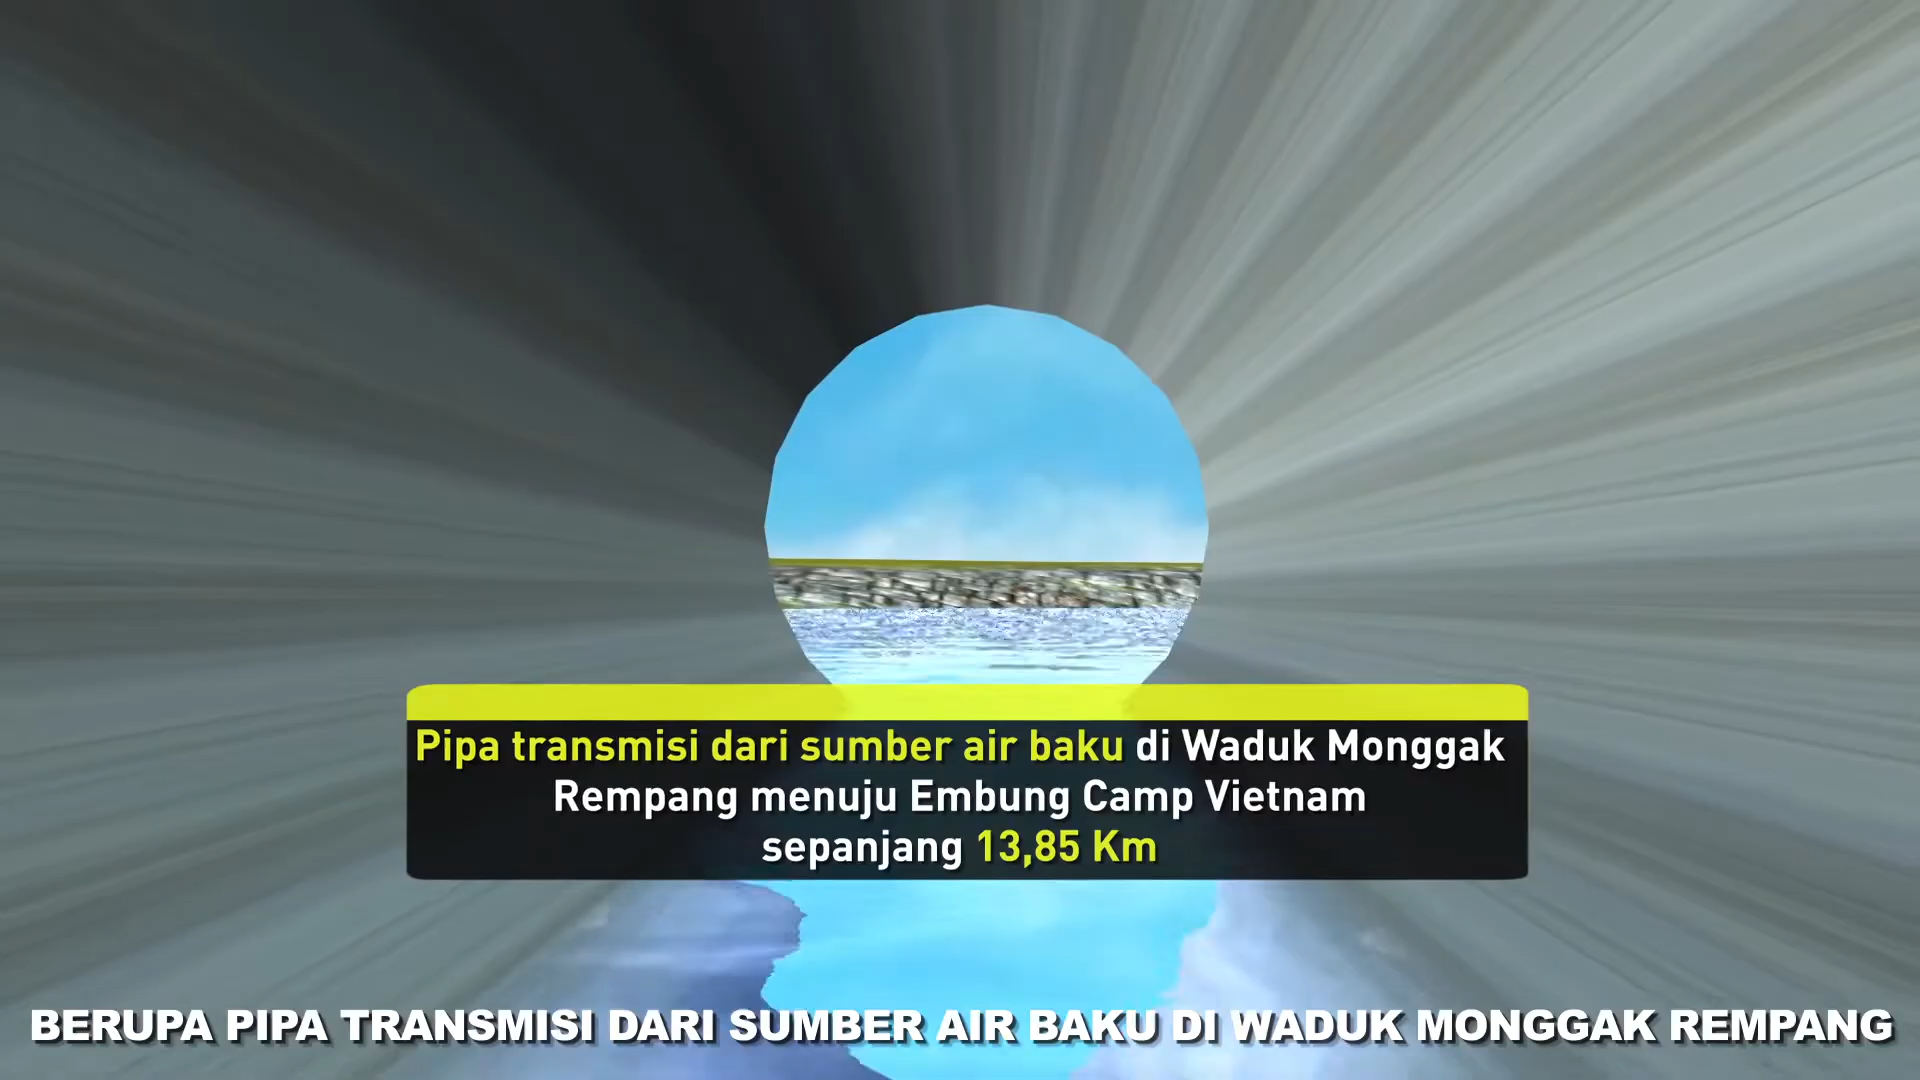 Pipa transmisi dari sumber air baku di Waduk Monggak
Rempang menuju Embung Camp Vietnam
sepanjang 13,85 Km
BERUPA PIPA TRANSMISI DARI SUMBER AIR BAKU DI WADUK MONGGAK REMPANG